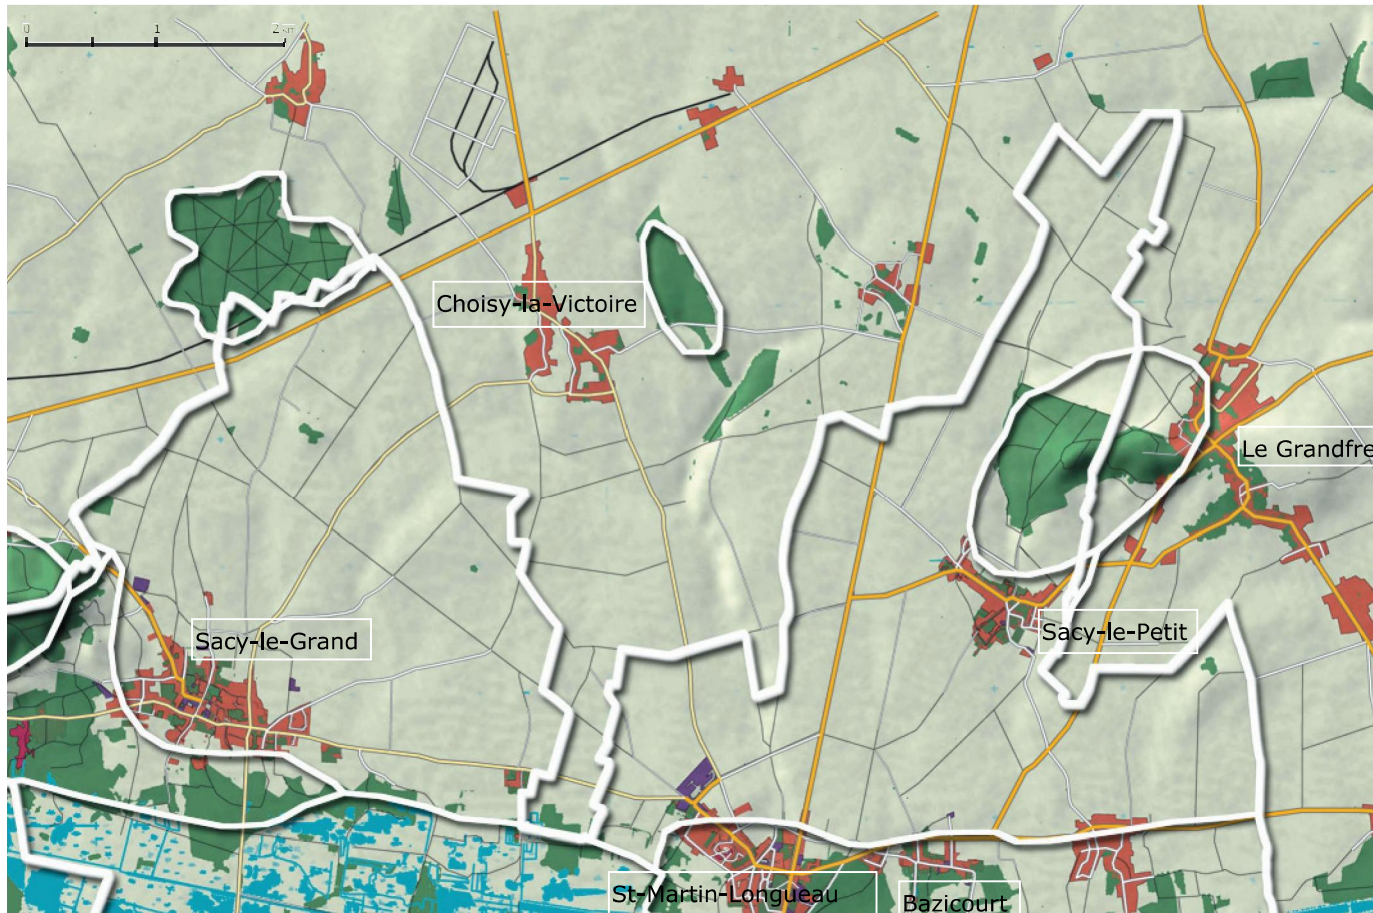 0 1 2 km
Choisy-la-Victoire
Le Grandfre
Sacy-le-Grand
Sacy-le-Petit
St-Martin-Longueau
Bazicourt